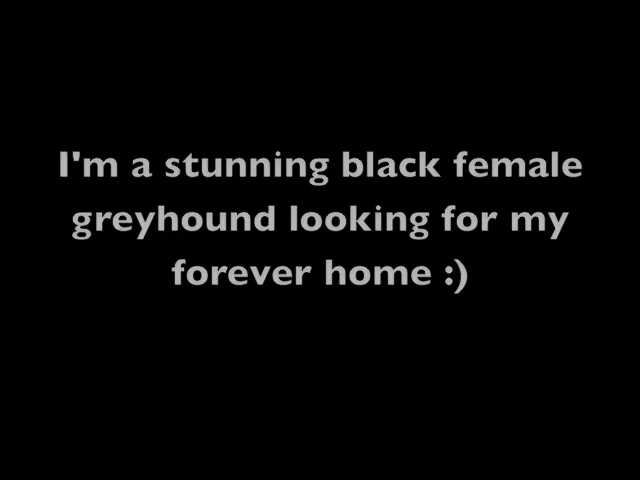 I'm a stunning black female
greyhound looking for my
forever home :)